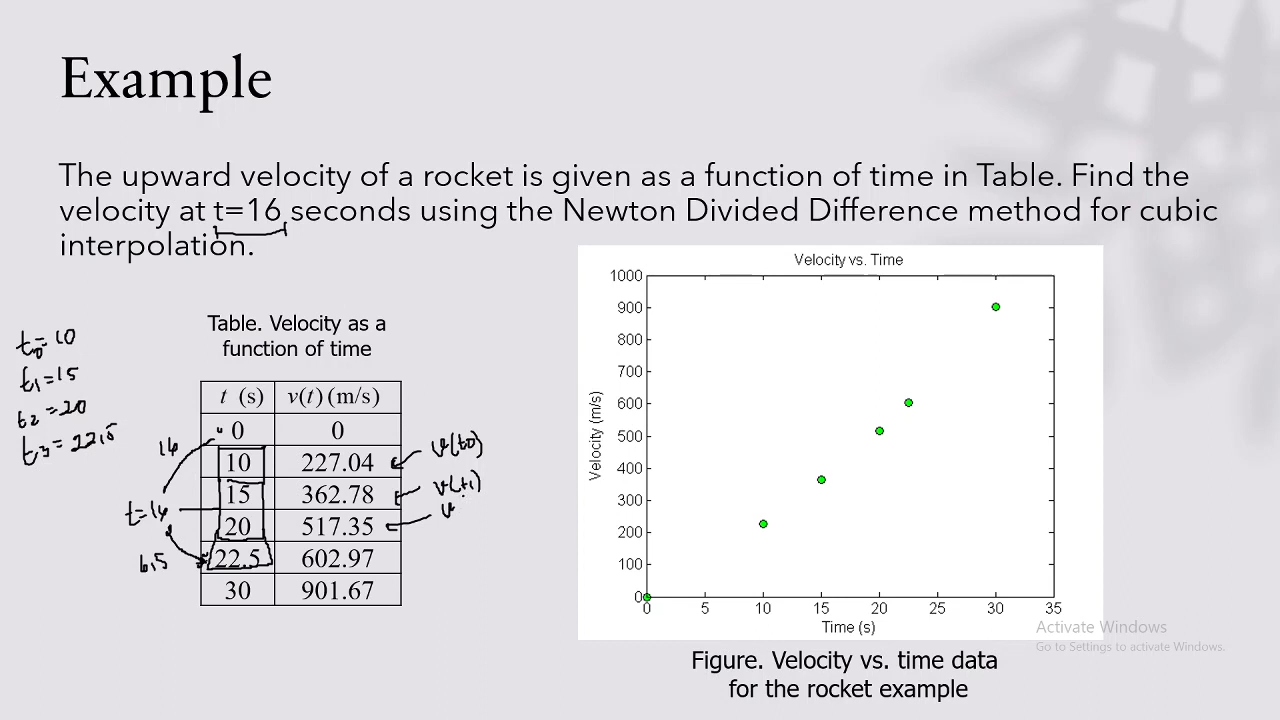 Example
The upward velocity of a rocket is given as a function of time in Table. Find the
velocity at t=16 seconds using the Newton Divided Difference method for cubic
interpolation.
Table. Velocity as a
function of time
t0=10
t1=15
t2=20
t3=22.5
t (s) v(t) (m/s)
0 0
16
10 227.04 v(t0)
15 362.78 v(t1)
t=16
20 517.35 v
22.5 602.97
6.5
30 901.67
Velocity vs. Time
Velocity (m/s)
1000
900
800
700
600
500
400
300
200
100
0
0 5 10 15 20 25 30 35
Time (s)
Activate Windows
Go to Settings to activate Windows.
Figure. Velocity vs. time data
for the rocket example